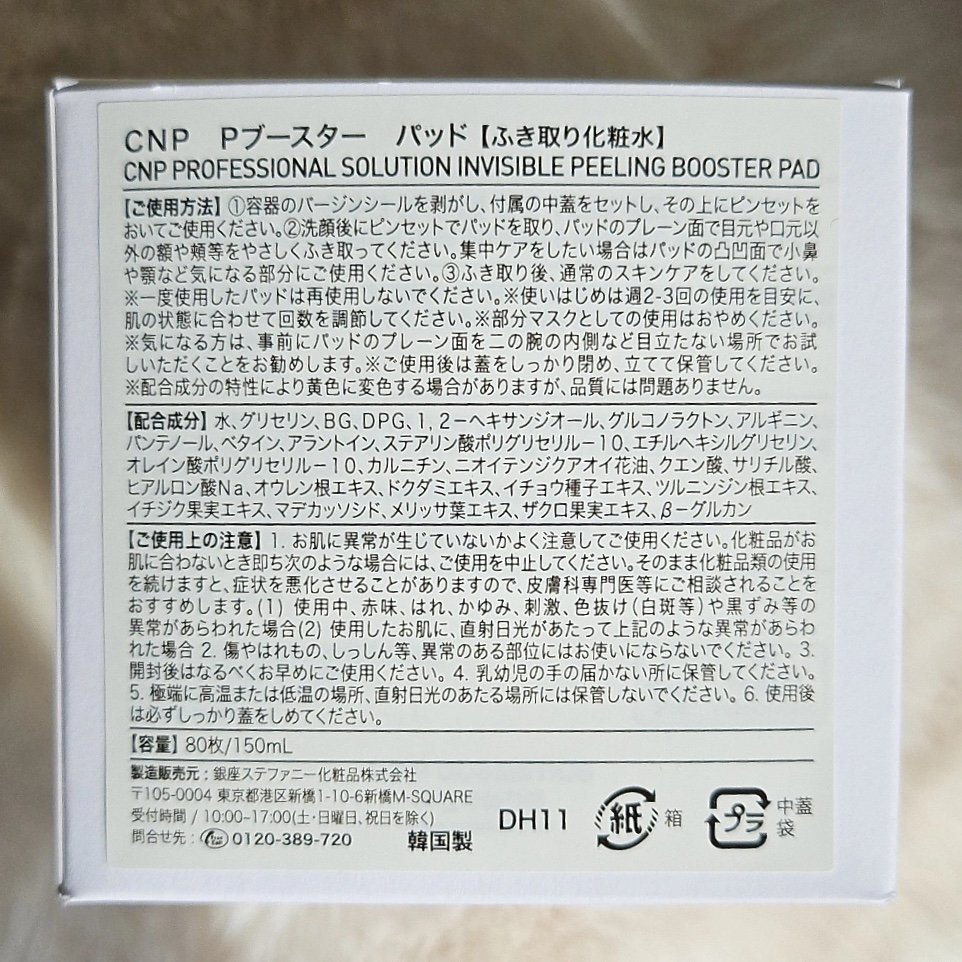 CNP Pブースター パッド【ふき取り化粧水】
CNP PROFESSIONAL SOLUTION INVISIBLE PEELING BOOSTER PAD
【ご使用方法】①容器のバージンシールを剥がし、付属の中蓋をセットし、その上にピンセットを
おいてご使用ください。②洗顔後にピンセットでパッドを取り、パッドのプレーン面で目元や口元以
外の額や頬等をやさしくふき取ってください。集中ケアをしたい場合はパッドの凸凹面で小鼻
や顎など気になる部分にご使用ください。③ふき取り後、通常のスキンケアをしてください。
※一度使用したパッドは再使用しないでください。※使いはじめは週2-3回の使用を目安に、
肌の状態に合わせて回数を調節してください。※部分マスクとしての使用はおやめください。
※気になる方は、事前にパッドのプレーン面を二の腕の内側など目立たない場所でお試
しいただくことをお勧めします。※ご使用後は蓋をしっかり閉め、立てて保管してください。
※配合成分の特性により黄色に変色する場合がありますが、品質には問題ありません。
【配合成分】水、グリセリン、BG、DPG、1,2-ヘキサンジオール、グルコノラクトン、アルギニン、
パンテノール、ベタイン、アラントイン、ステアリン酸ポリグリセリル-10、エチルヘキシルグリセリン、
オレイン酸ポリグリセリル-10、カルニチン、ニオイテンジクアオイ花油、クエン酸、サリチル酸、
ヒアルロン酸Na、オウレン根エキス、ドクダミエキス、イチョウ種子エキス、ツルニンジン根エキス、
イチジク果実エキス、マデカッソシド、メリッサ葉エキス、ザクロ果実エキス、β-グルカン
【ご使用上の注意】1. お肌に異常が生じていないかよく注意してご使用ください。化粧品がお
肌に合わないとき即ち次のような場合には、ご使用を中止してください。そのまま化粧品類の使用
を続けますと、症状を悪化させることがありますので、皮膚科専門医等にご相談されることを
おすすめします。(1) 使用中、赤味、はれ、かゆみ、刺激、色抜け(白斑等)や黒ずみ等の
異常があらわれた場合(2) 使用したお肌に、直射日光があたって上記のような異常があらわ
れた場合 2. 傷やはれもの、しっしん等、異常のある部位にはお使いにならないでください。 3.
開封後はなるべくお早めにご使用ください。 4. 乳幼児の手の届かない所に保管してください。
5. 極端に高温または低温の場所、直射日光のあたる場所には保管しないでください。 6. 使用後
は必ずしっかり蓋をしめてください。
【容量】80枚/150mL
製造販売元:銀座ステファニー化粧品株式会社
〒105-0004 東京都港区新橋1-10-6新橋M-SQUARE
受付時間 / 10:00~17:00(土・日曜日、祝日を除く)
問合せ先: 0120-389-720
韓国製
DH11
紙 箱
プラ 中蓋 袋